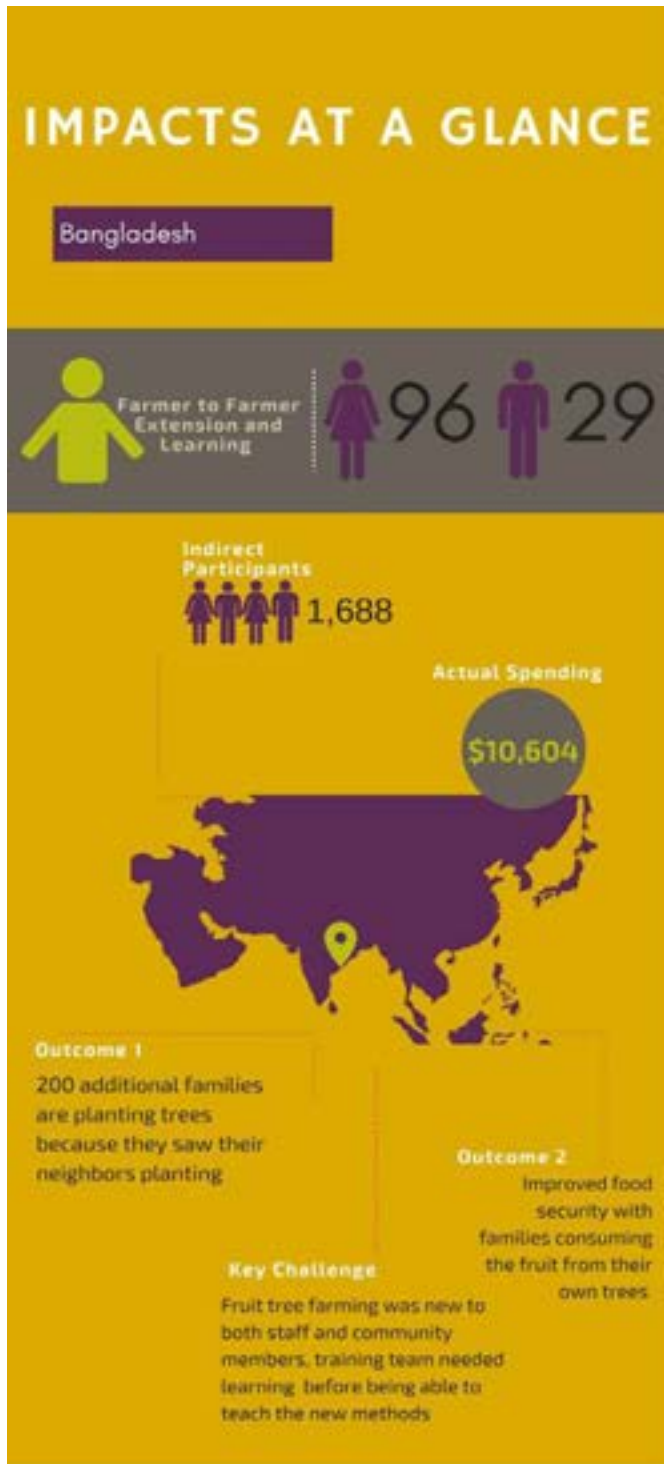 IMPACTS AT A GLANCE
Bangladesh
Farmer to Farmer
Extension and
Learning
96
29
Indirect
Participants
1,688
Actual Spending
$10,604
Outcome 1
200 additional families
are planting trees
because they saw their
neighbors planting
Outcome 2
Improved food
security with
families consuming
the fruit from their
own trees
Key Challenge
Fruit tree farming was new to
both staff and community
members, training team needed
learning before being able to
teach the new methods